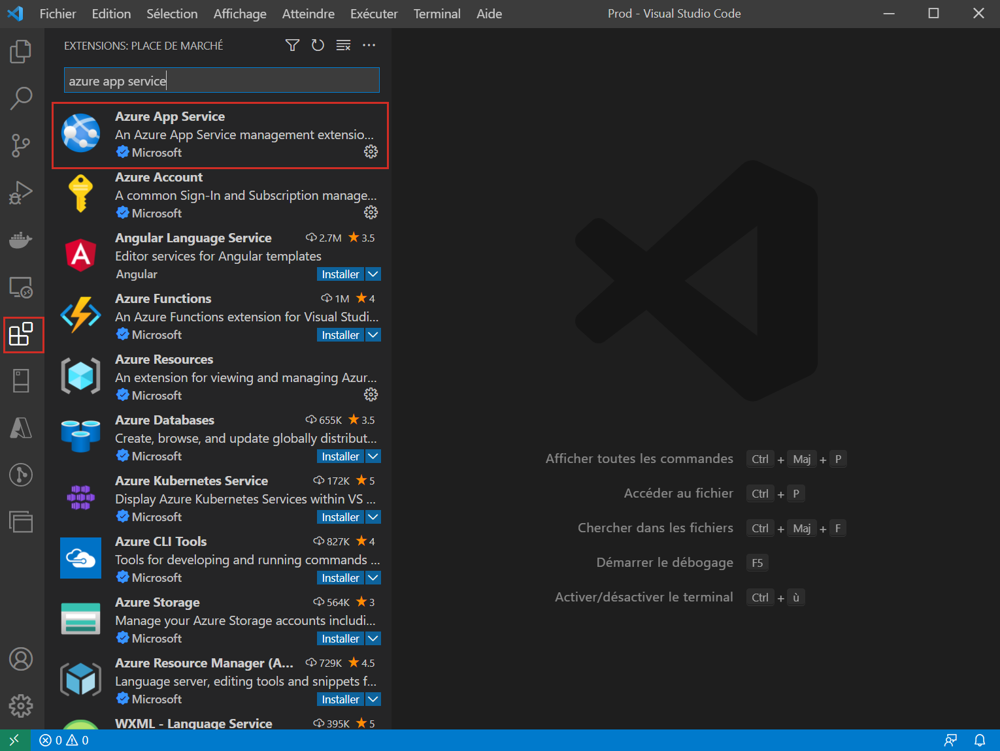 Fichier Edition Sélection Affichage Atteindre Exécuter Terminal Aide Prod - Visual Studio Code
EXTENSIONS: PLACE DE MARCHÉ
azure app service
Azure App Service
An Azure App Service management extensio...
Microsoft
Azure Account
A common Sign-In and Subscription manage...
Microsoft
Angular Language Service 2.7M 3.5
Editor services for Angular templates
Angular Installer
Azure Functions 1M 4
An Azure Functions extension for Visual Studi...
Microsoft Installer
Azure Resources
An extension for viewing and managing Azur...
Microsoft
Azure Databases 655K 3.5
Create, browse, and update globally distribut...
Microsoft Installer
Azure Kubernetes Service 172K 5
Display Azure Kubernetes Services within VS ...
Microsoft Installer
Azure CLI Tools 827K 4
Tools for developing and running commands ...
Microsoft Installer
Azure Storage 564K 3
Manage your Azure Storage accounts includi...
Microsoft Installer
Azure Resource Manager (A... 729K 4.5
Language server, editing tools and snippets f...
Microsoft Installer
WXML - Language Service 395K 5
Afficher toutes les commandes Ctrl + Maj + P
Accéder au fichier Ctrl + P
Chercher dans les fichiers Ctrl + Maj + F
Démarrer le débogage F5
Activer/désactiver le terminal Ctrl + ù
0 0